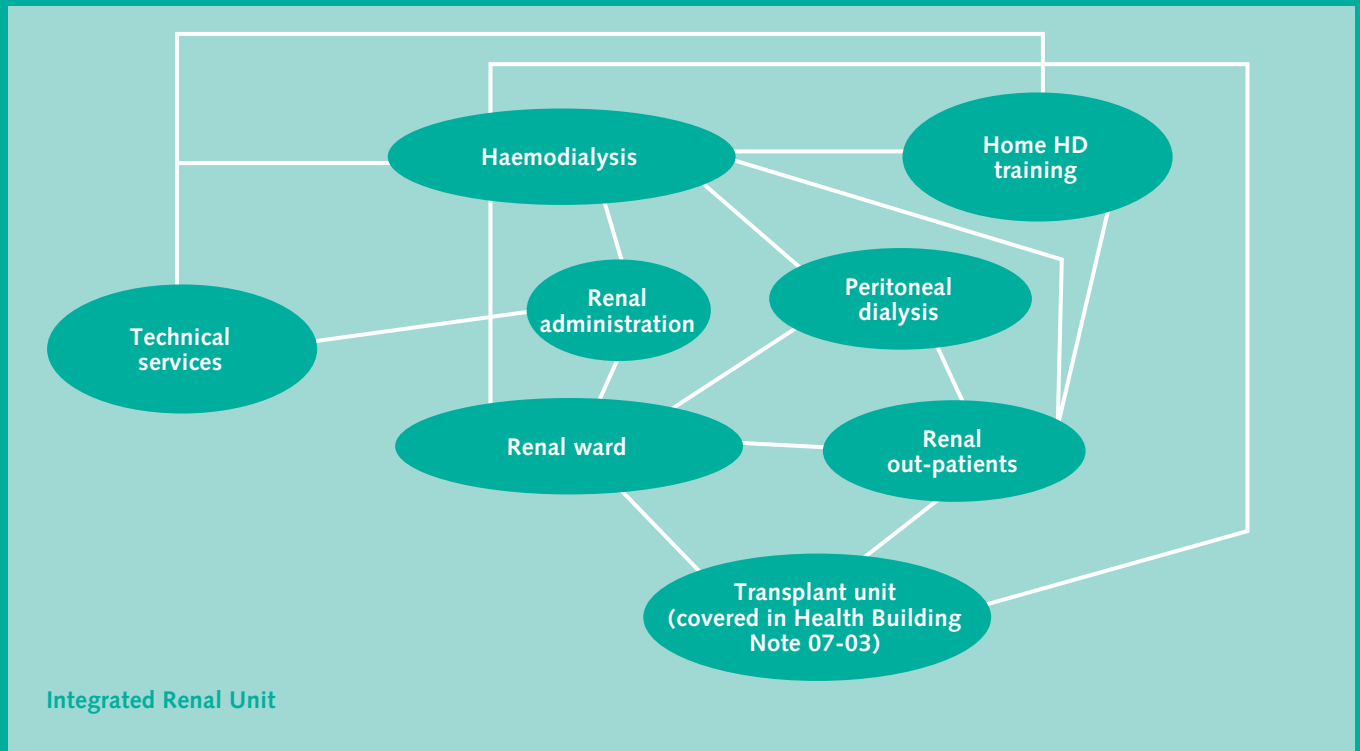 Haemodialysis
Home HD
training
Renal
administration
Peritoneal
dialysis
Technical
services
Renal ward
Renal
out-patients
Transplant unit
(covered in Health Building
Note 07-03)
Integrated Renal Unit